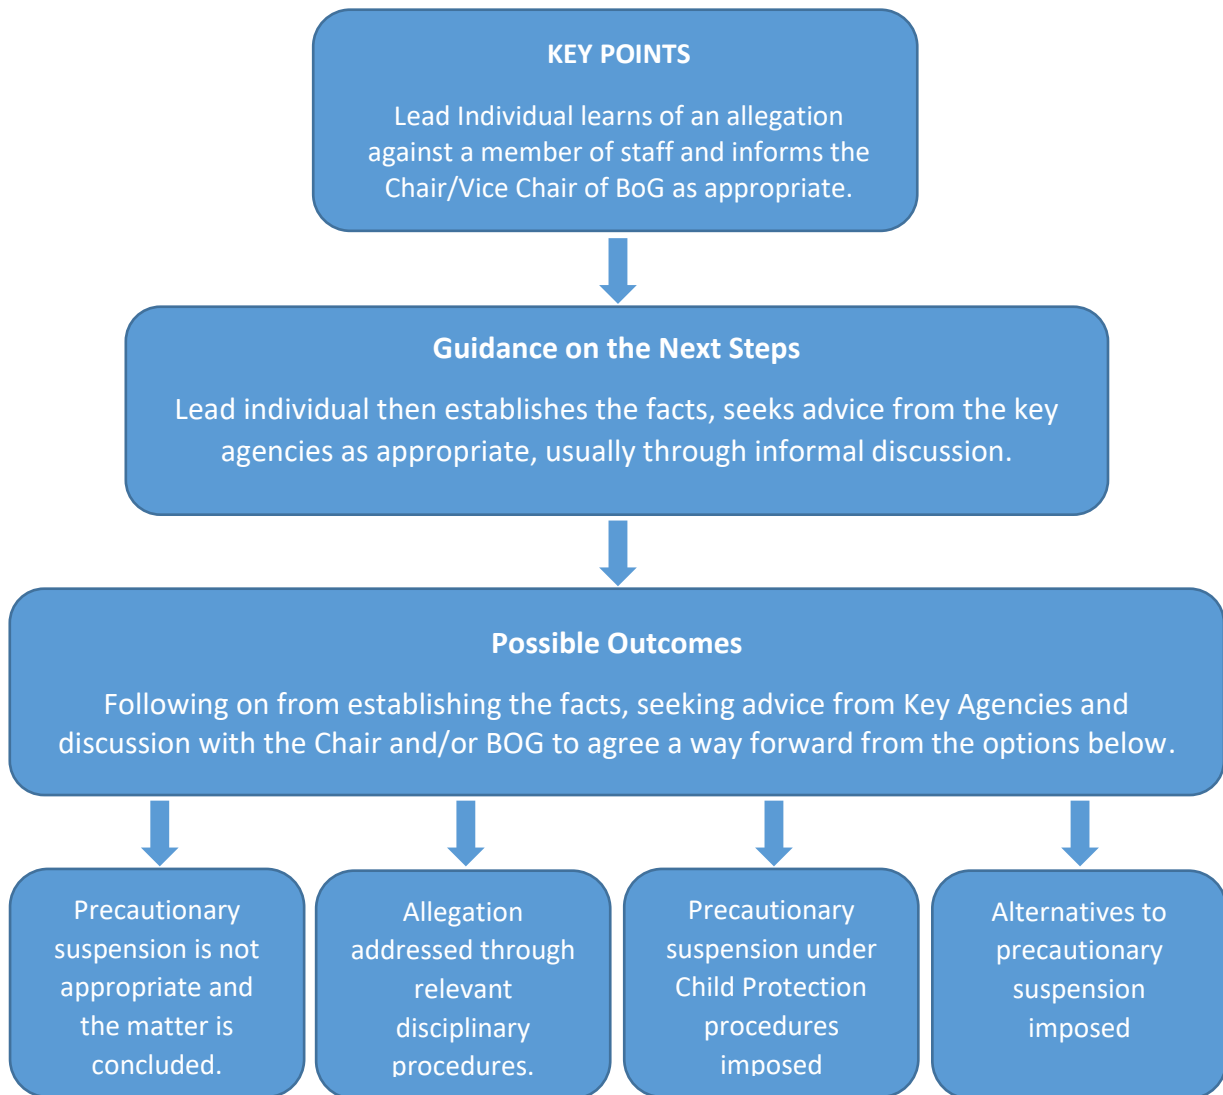 KEY POINTS
Lead Individual learns of an allegation
against a member of staff and informs the
Chair/Vice Chair of BoG as appropriate.
Guidance on the Next Steps
Lead individual then establishes the facts, seeks advice from the key
agencies as appropriate, usually through informal discussion.
Possible Outcomes
Following on from establishing the facts, seeking advice from Key Agencies and
discussion with the Chair and/or BOG to agree a way forward from the options below.
Precautionary
suspension is not
appropriate and
the matter is
concluded.
Allegation
addressed through
relevant
disciplinary
procedures.
Precautionary
suspension under
Child Protection
procedures
imposed
Alternatives to
precautionary
suspension
imposed